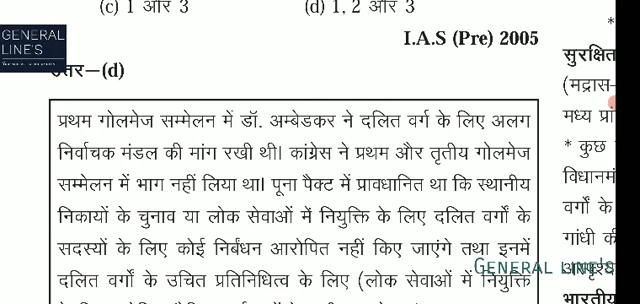 (c) 1 और 3
(d) 1, 2 और 3
I.A.S (Pre) 2005
GENERAL
LINE'S
उत्तर–(d)
प्रथम गोलमेज सम्मेलन में डॉ. अम्बेडकर ने दलित वर्ग के लिए अलग
निर्वाचक मंडल की मांग रखी थी। कांग्रेस ने प्रथम और तृतीय गोलमेज
सम्मेलन में भाग नहीं लिया था। पूना पैक्ट में प्रावधानित था कि स्थानीय
निकायों के चुनाव या लोक सेवाओं में नियुक्ति के लिए दलित वर्गों के
सदस्यों के लिए कोई निर्बंधन आरोपित नहीं किए जाएंगे तथा इनमें
दलित वर्गों के उचित प्रतिनिधित्व के लिए (लोक सेवाओं में नियुक्ति
*
सुरक्षित
(मद्रास–
मध्य
* कुछ
विधानमं
वर्गों के
गांधी की
GENERAL LINE'S
भारतीय